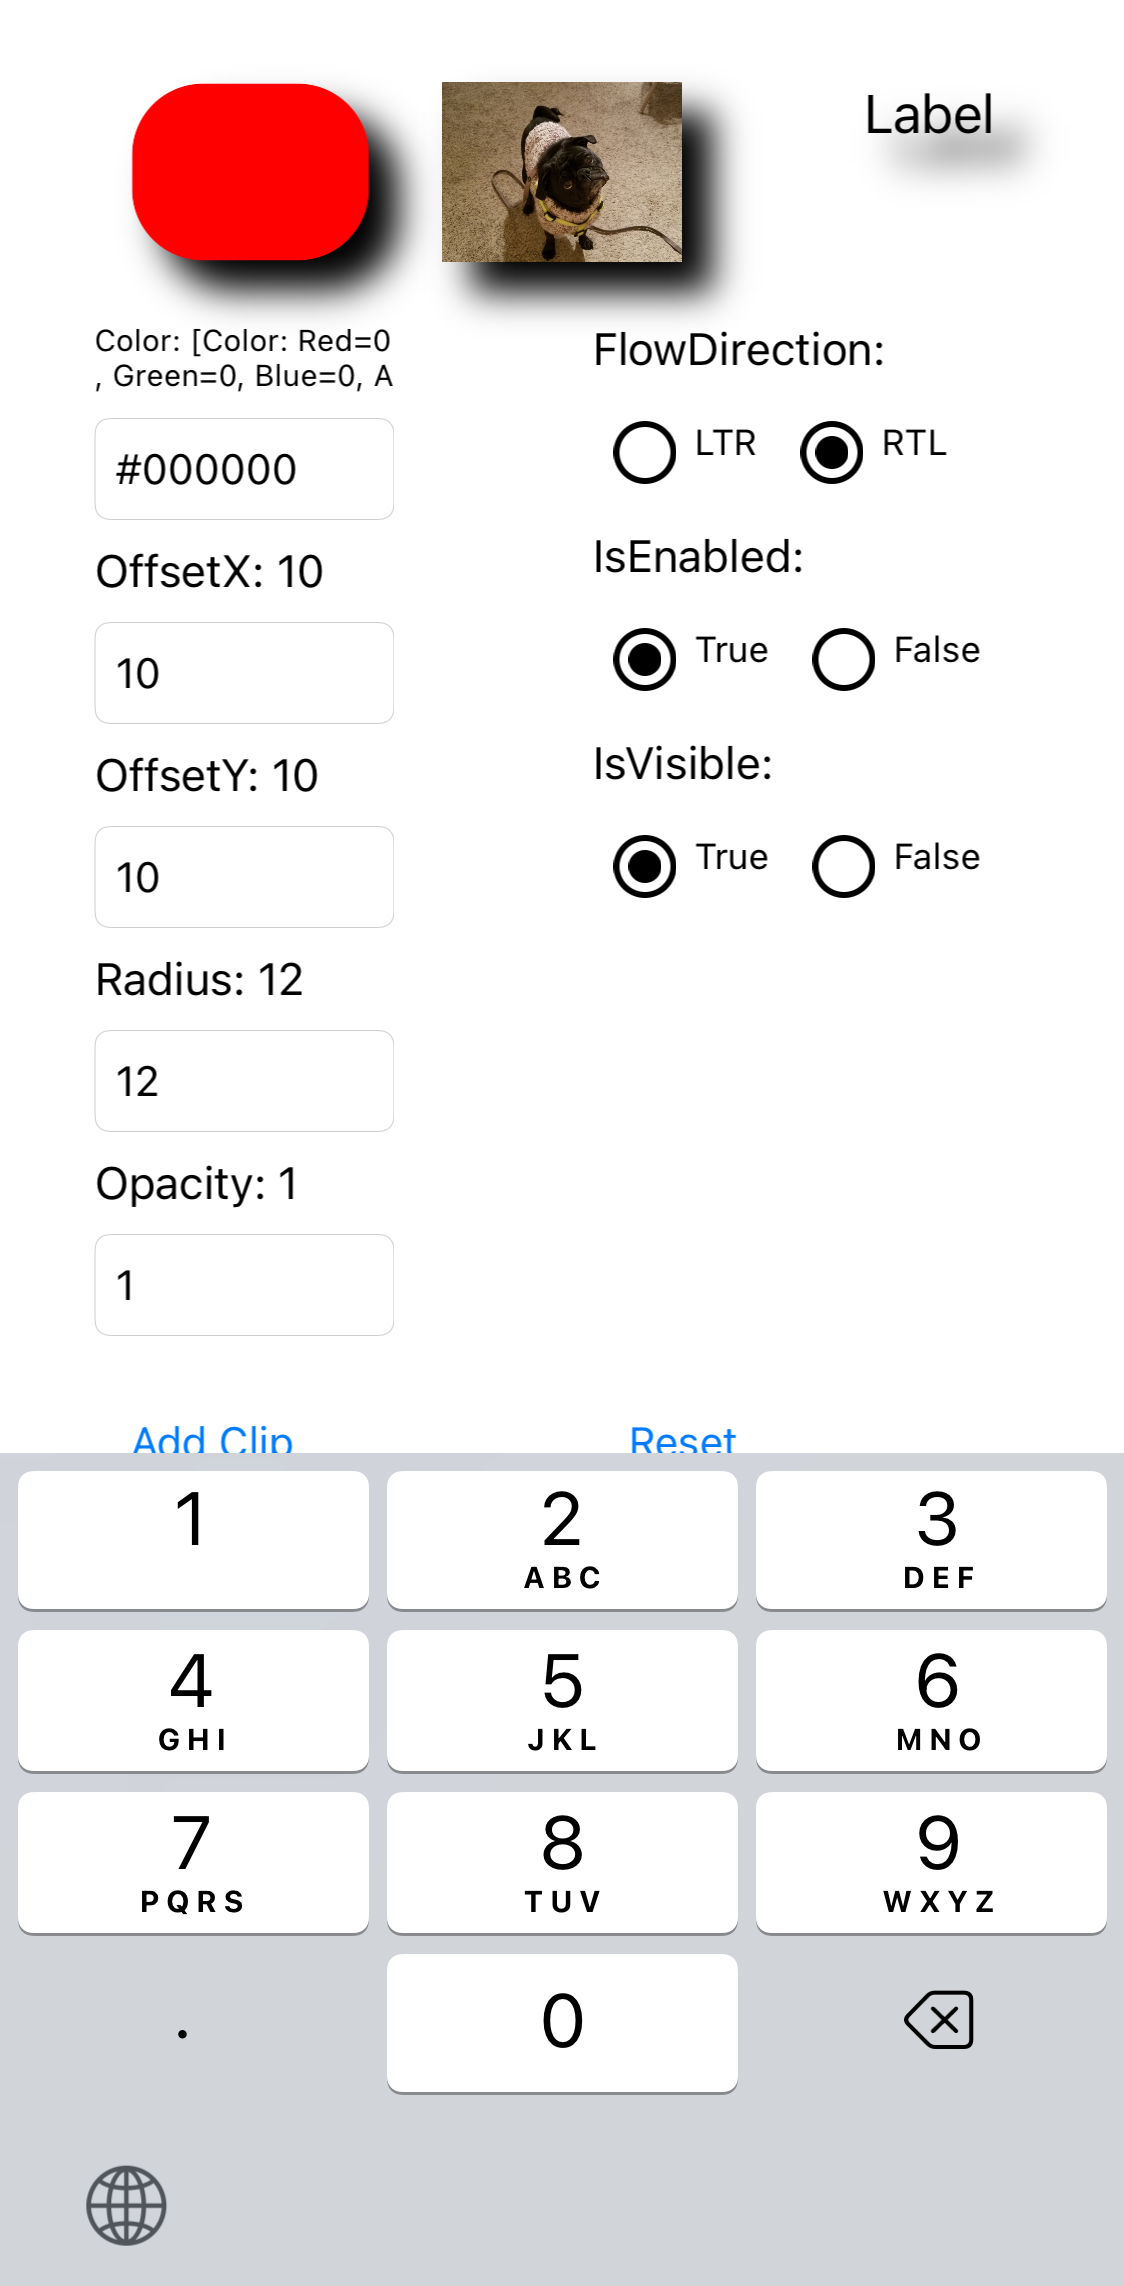 Label
Color: [Color: Red=0
, Green=0, Blue=0, A
#000000
OffsetX: 10
10
OffsetY: 10
10
Radius: 12
12
Opacity: 1
1
FlowDirection:
LTR RTL
IsEnabled:
True False
IsVisible:
True False
Add Clip Reset
1 2 3
ABC DEF
4 5 6
GHI JKL MNO
7 8 9
PQRS TUV WXYZ
. 0